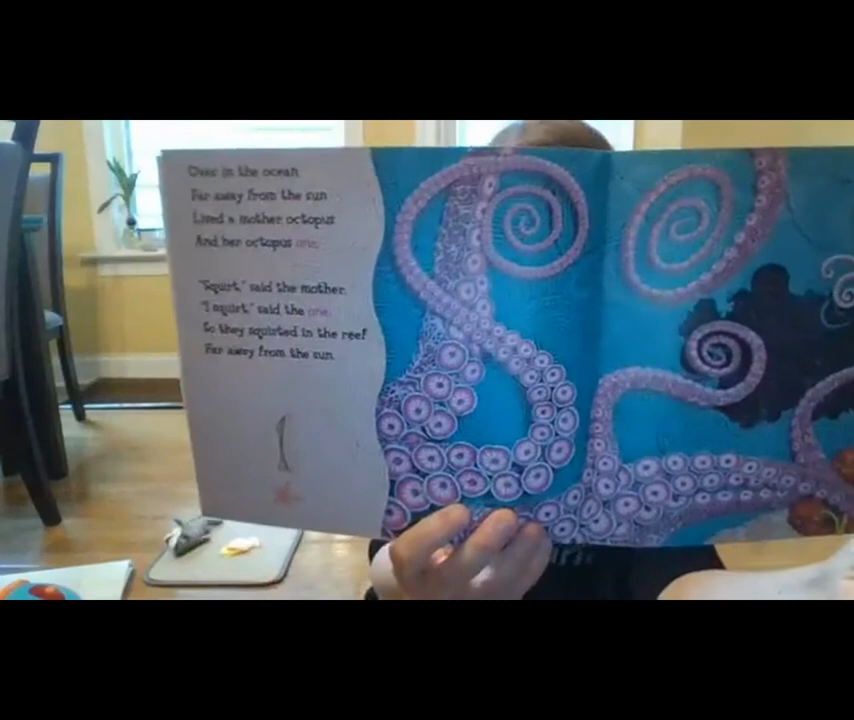 Over in the ocean
Far away from the sun
Lived a mother octopus
And her octopus one.
"Squirt," said the mother.
"I squirt," said the one.
So they squirted in the reef
Far away from the sun.
1